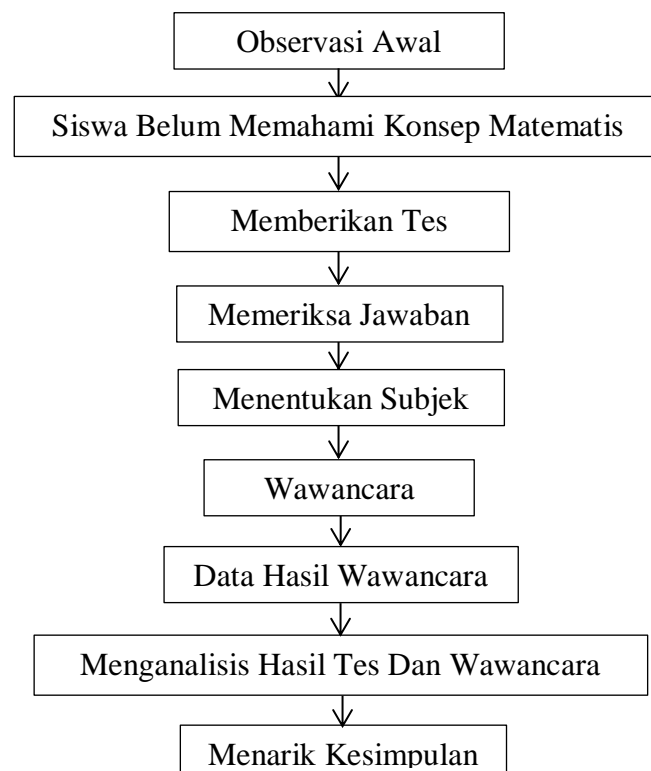 Observasi Awal
Siswa Belum Memahami Konsep Matematis
Memberikan Tes
Memeriksa Jawaban
Menentukan Subjek
Wawancara
Data Hasil Wawancara
Menganalisis Hasil Tes Dan Wawancara
Menarik Kesimpulan